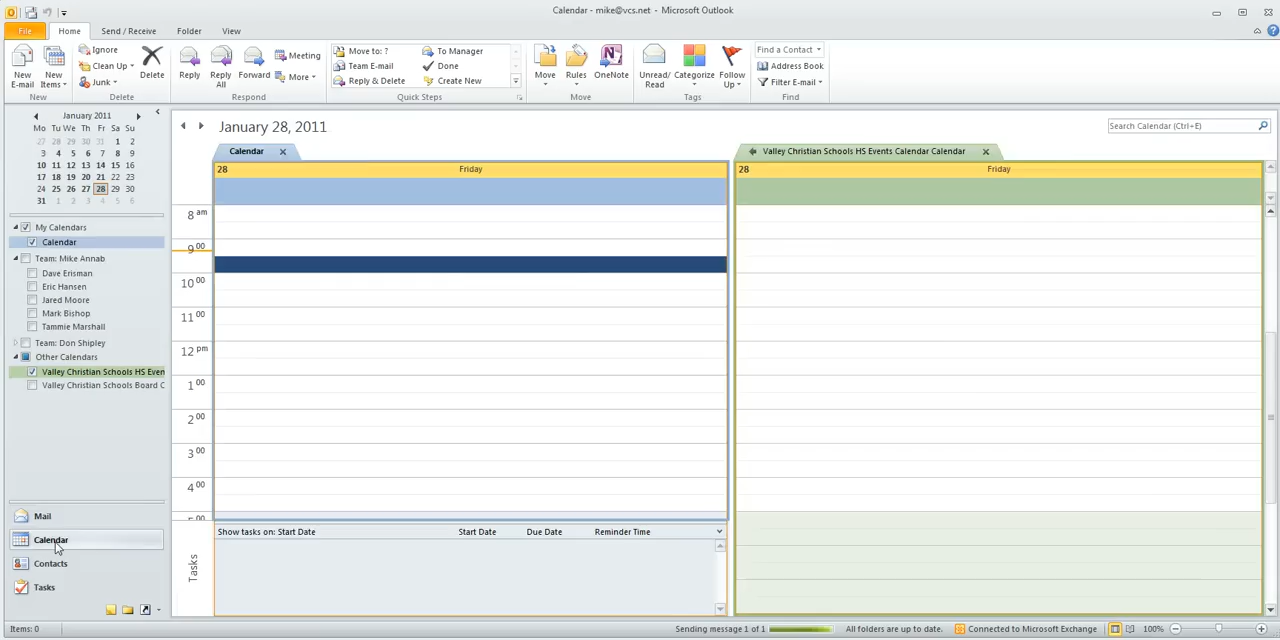 Calendar - mike@vcs.net - Microsoft Outlook
File Home Send / Receive Folder View
New E-mail
New Items
New
Ignore
Clean Up
Junk
Delete
Delete
Reply
Reply All
Forward
Meeting
More
Respond
Move to: ?
Team E-mail
Reply & Delete
To Manager
Done
Create New
Quick Steps
Move
Rules
OneNote
Move
Unread/ Read
Categorize
Follow Up
Tags
Find a Contact
Address Book
Filter E-mail
Find
January 2011
Mo Tu We Th Fr Sa Su
27 28 29 30 31 1 2
3 4 5 6 7 8 9
10 11 12 13 14 15 16
17 18 19 20 21 22 23
24 25 26 27 28 29 30
31 1 2 3 4 5 6
My Calendars
Calendar
Team: Mike Annab
Dave Erisman
Eric Hansen
Jared Moore
Mark Bishop
Tammie Marshall
Team: Don Shipley
Other Calendars
Valley Christian Schools HS Even
Valley Christian Schools Board C
Mail
Calendar
Contacts
Tasks
January 28, 2011
Search Calendar (Ctrl+E)
Calendar
Valley Christian Schools HS Events Calendar Calendar
28 Friday
28 Friday
8 am
9 00
10 00
11 00
12 pm
1 00
2 00
3 00
4 00
5 00
Tasks
Show tasks on: Start Date Start Date Due Date Reminder Time
Items: 0
Sending message 1 of 1
All folders are up to date.
Connected to Microsoft Exchange
100%